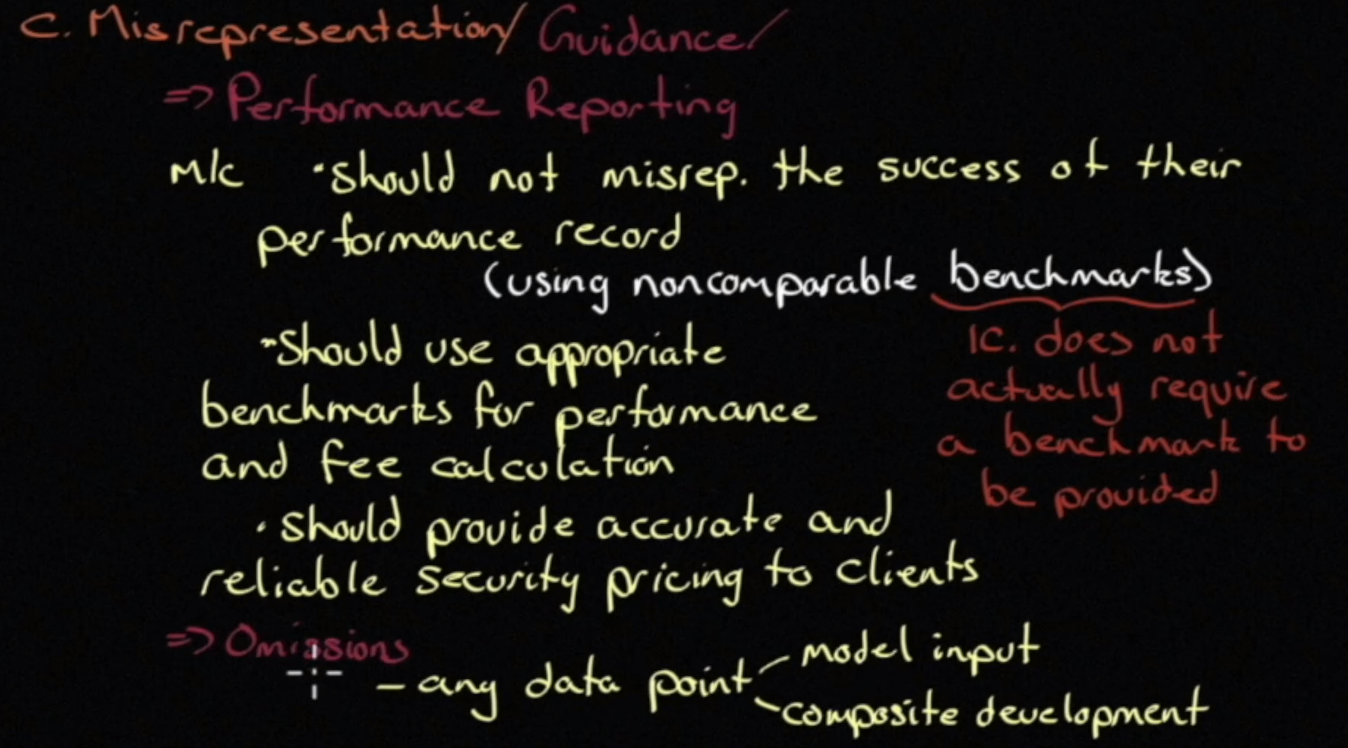 C. Misrepresentation/ Guidance/
=> Performance Reporting
M/C • Should not misrep. the success of their
performance record
(using noncomparable benchmarks)
• Should use appropriate
benchmarks for performance
and fee calculation
1C. does not
actually require
a benchmark to
be provided
• Should provide accurate and
reliable security pricing to clients
=> Omissions
– any data point
model input
composite development